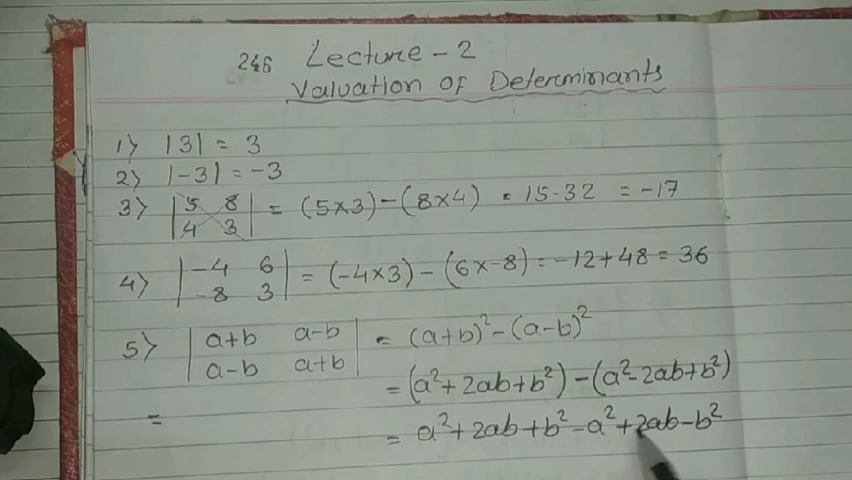 246 Lecture - 2
Valuation of Determinants
1) |3| = 3
2) |-3| = -3
3) |5 8| = (5×3) - (8×4) = 15-32 = -17
|4 3|
4) |-4 6| = (-4×3) - (6×-8) = -12+48 = 36
|-8 3|
5) |a+b a-b| = (a+b)² - (a-b)²
|a-b a+b|
= (a²+2ab+b²) - (a²-2ab+b²)
=
= a²+2ab+b²-a²+2ab-b²